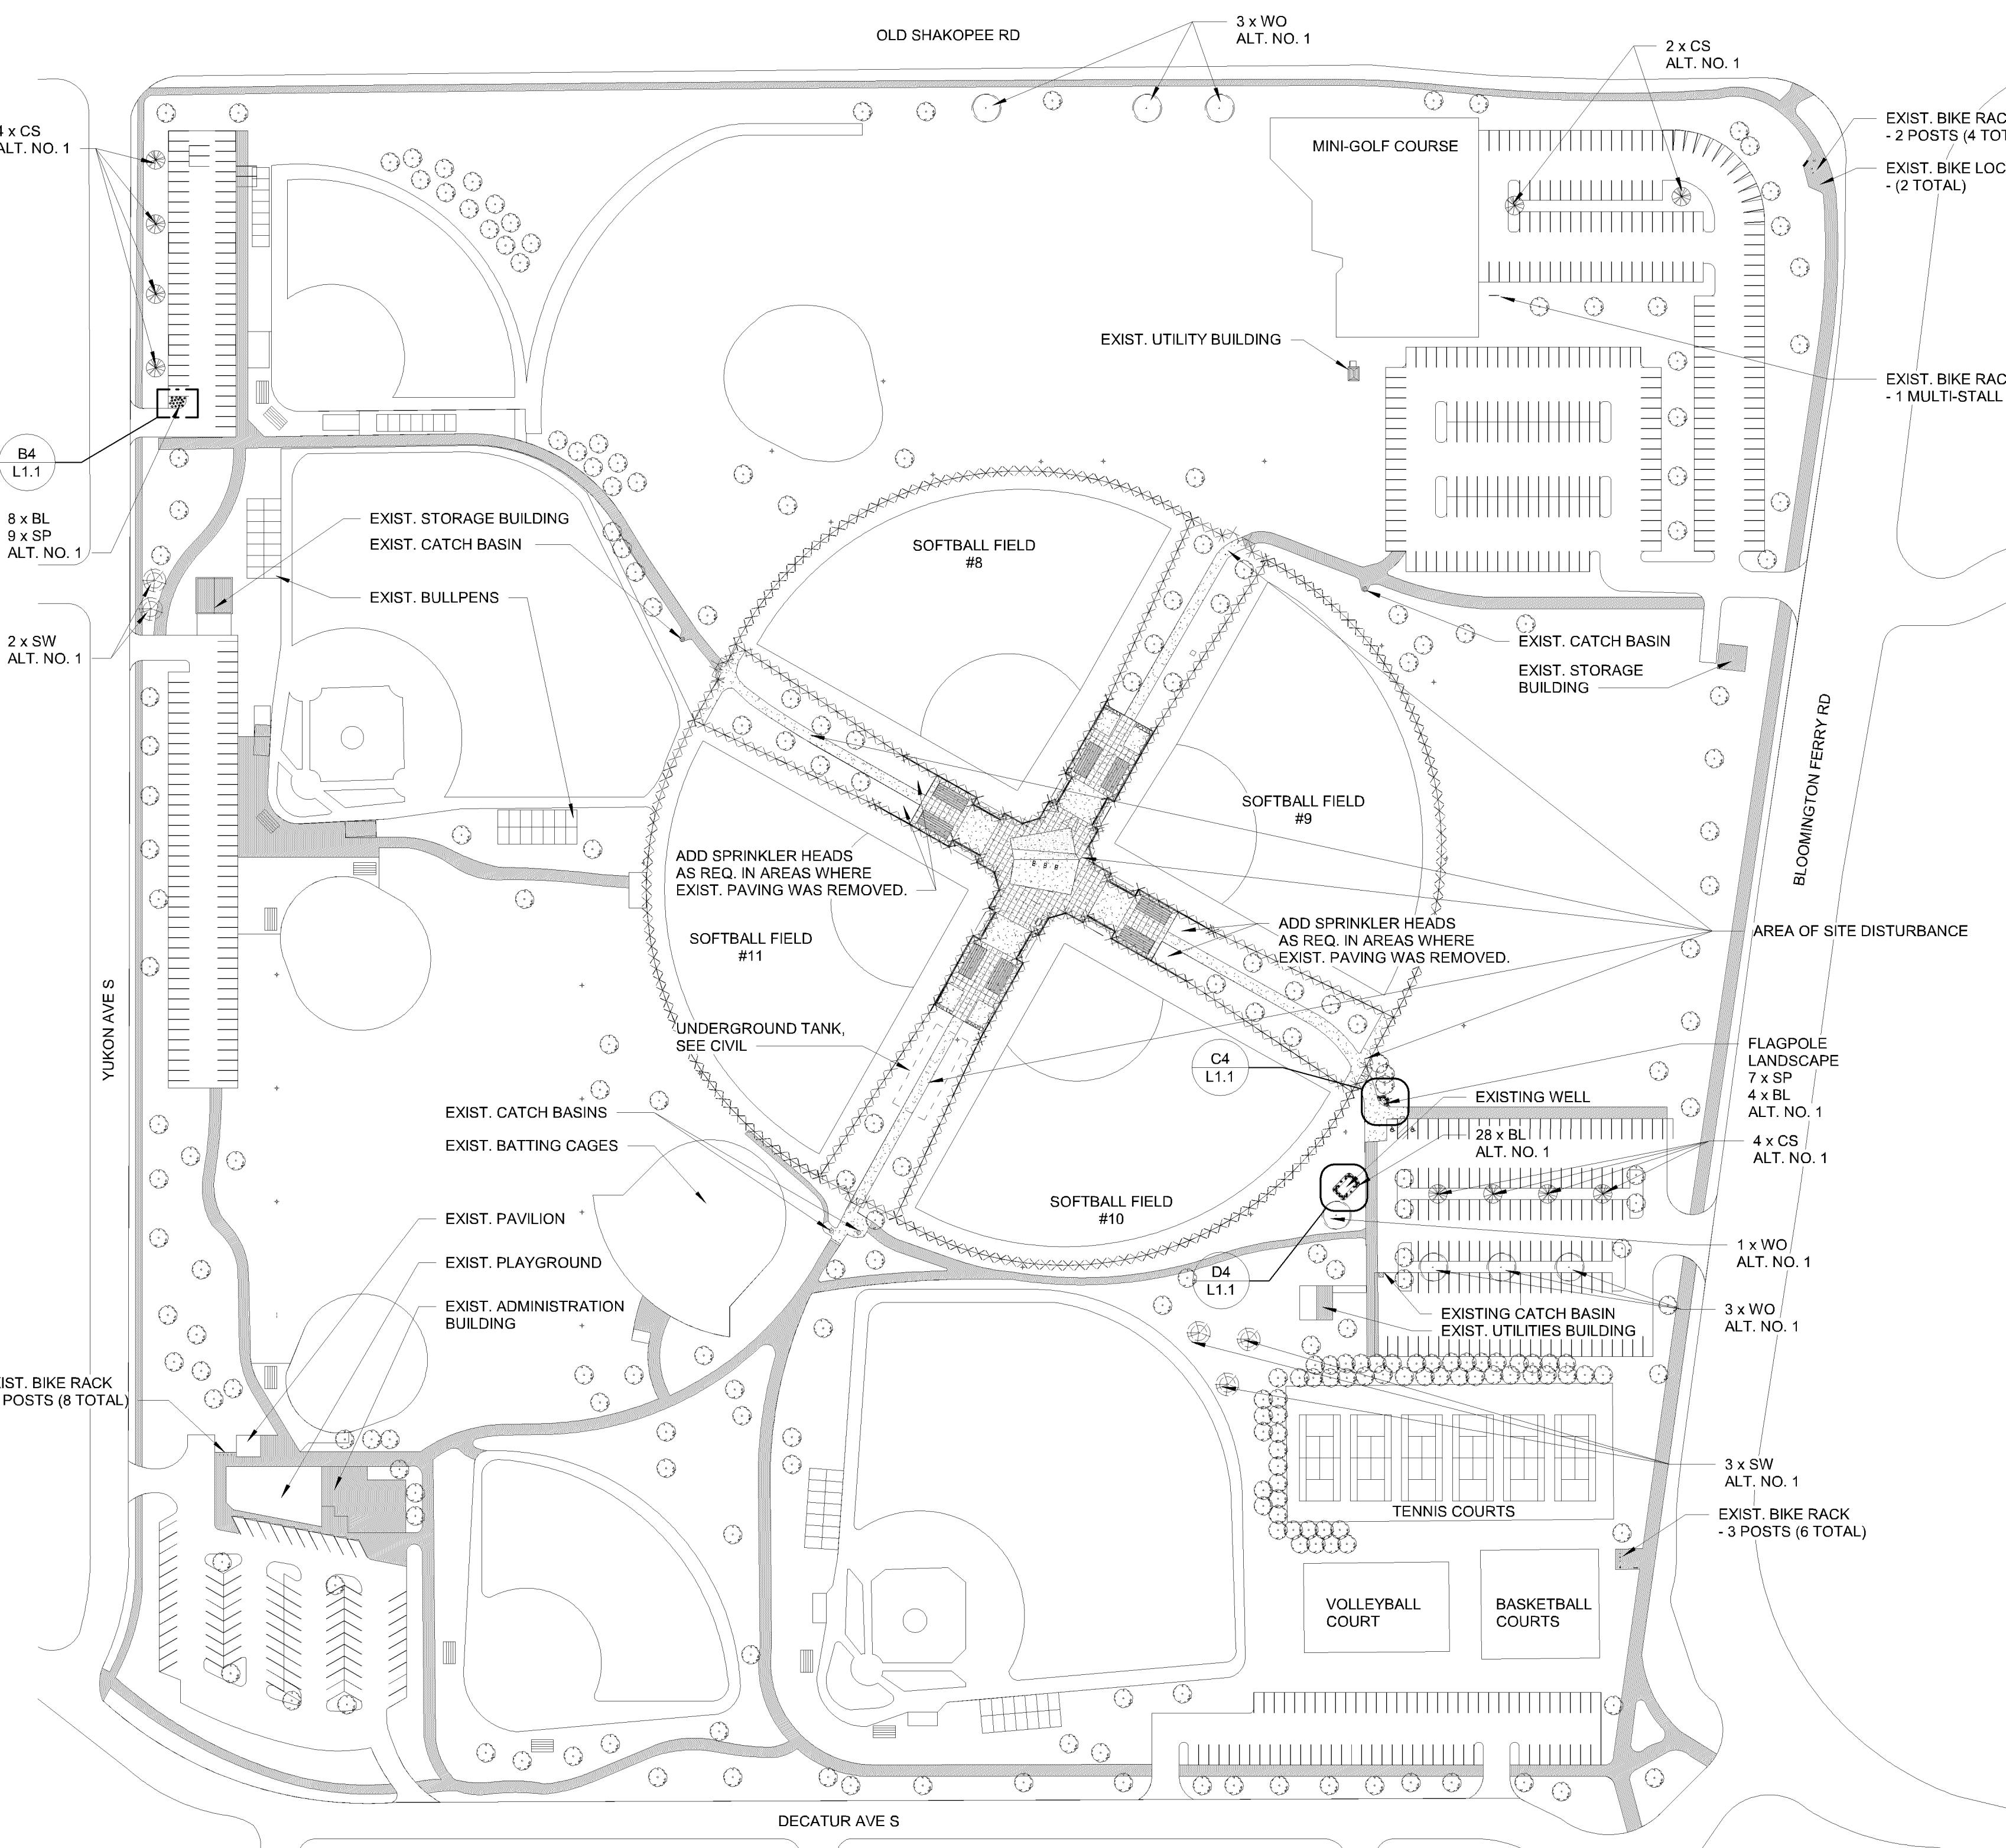 OLD SHAKOPEE RD
3 x WO
ALT. NO. 1
2 x CS
ALT. NO. 1
4 x CS
ALT. NO. 1
MINI-GOLF COURSE
EXIST. BIKE RAC
- 2 POSTS (4 TOT
EXIST. BIKE LOC
- (2 TOTAL)
EXIST. UTILITY BUILDING
EXIST. BIKE RAC
- 1 MULTI-STALL
B4
L1.1
8 x BL
9 x SP
ALT. NO. 1
EXIST. STORAGE BUILDING
EXIST. CATCH BASIN
EXIST. BULLPENS
2 x SW
ALT. NO. 1
SOFTBALL FIELD
#8
EXIST. CATCH BASIN
EXIST. STORAGE
BUILDING
BLOOMINGTON FERRY RD
SOFTBALL FIELD
#9
ADD SPRINKLER HEADS
AS REQ. IN AREAS WHERE
EXIST. PAVING WAS REMOVED.
SOFTBALL FIELD
#11
ADD SPRINKLER HEADS
AS REQ. IN AREAS WHERE
EXIST. PAVING WAS REMOVED.
AREA OF SITE DISTURBANCE
YUKON AVE S
UNDERGROUND TANK,
SEE CIVIL
C4
L1.1
FLAGPOLE
LANDSCAPE
7 x SP
4 x BL
ALT. NO. 1
EXISTING WELL
28 x BL
ALT. NO. 1
4 x CS
ALT. NO. 1
EXIST. CATCH BASINS
EXIST. BATTING CAGES
SOFTBALL FIELD
#10
EXIST. PAVILION
EXIST. PLAYGROUND
EXIST. ADMINISTRATION
BUILDING
D4
L1.1
1 x WO
ALT. NO. 1
EXISTING CATCH BASIN
EXIST. UTILITIES BUILDING
3 x WO
ALT. NO. 1
IST. BIKE RACK
POSTS (8 TOTAL)
3 x SW
ALT. NO. 1
TENNIS COURTS
EXIST. BIKE RACK
- 3 POSTS (6 TOTAL)
VOLLEYBALL
COURT
BASKETBALL
COURTS
DECATUR AVE S